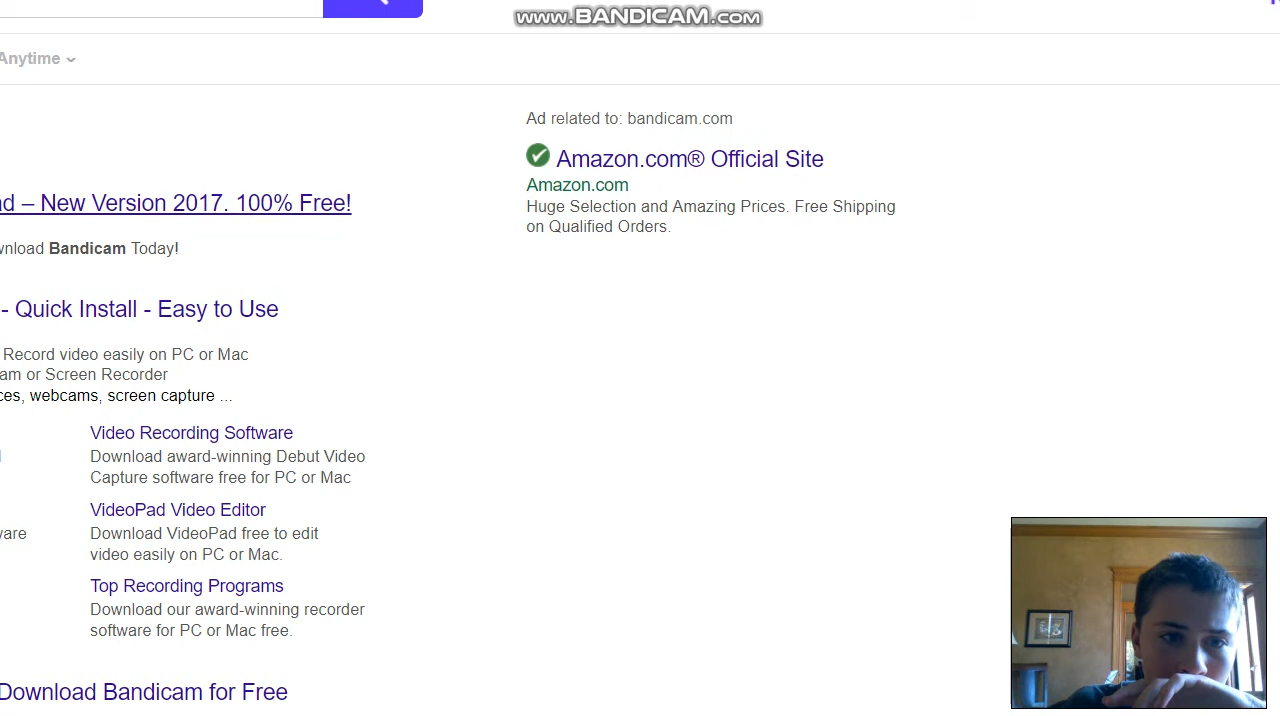 www.BANDICAM.com
Anytime
Ad related to: bandicam.com
Amazon.com® Official Site
Amazon.com
Huge Selection and Amazing Prices. Free Shipping
on Qualified Orders.
– New Version 2017. 100% Free!
Bandicam Today!
- Quick Install - Easy to Use
Record video easily on PC or Mac
or Screen Recorder
webcams, screen capture ...
Video Recording Software
Download award-winning Debut Video
Capture software free for PC or Mac
VideoPad Video Editor
Download VideoPad free to edit
video easily on PC or Mac.
Top Recording Programs
Download our award-winning recorder
software for PC or Mac free.
Download Bandicam for Free